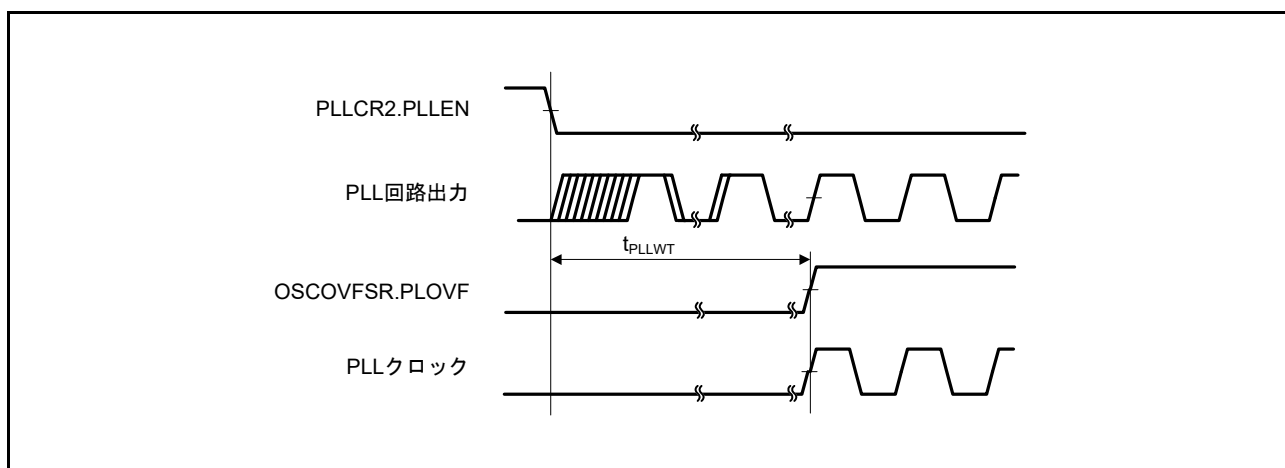 PLLCR2.PLLEN
PLL回路出力
tPLLWT
OSCOVFSR.PLOVF
PLLクロック